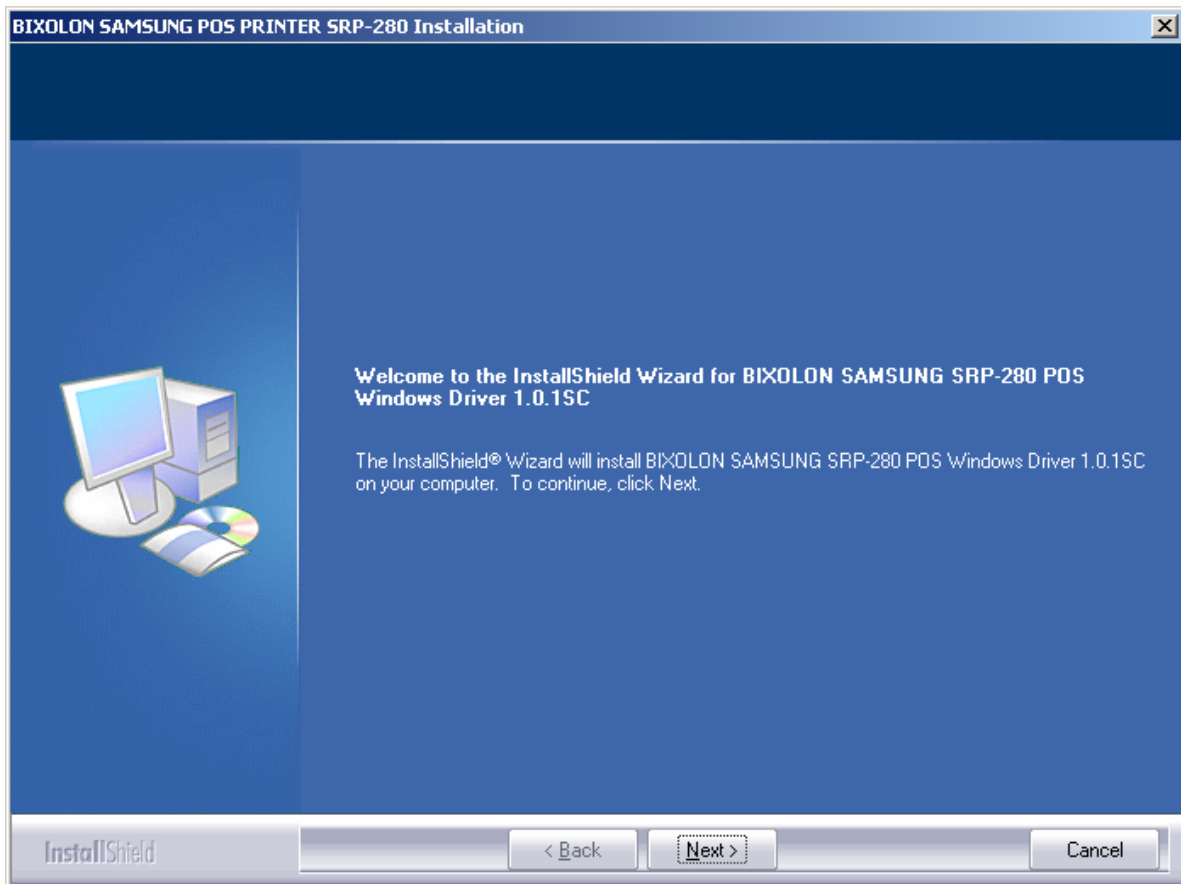 BIXOLON SAMSUNG POS PRINTER SRP-280 Installation
Welcome to the InstallShield Wizard for BIXOLON SAMSUNG SRP-280 POS
Windows Driver 1.0.1SC
The InstallShield® Wizard will install BIXOLON SAMSUNG SRP-280 POS Windows Driver 1.0.1SC
on your computer. To continue, click Next.
InstallShield
< Back
Next >
Cancel